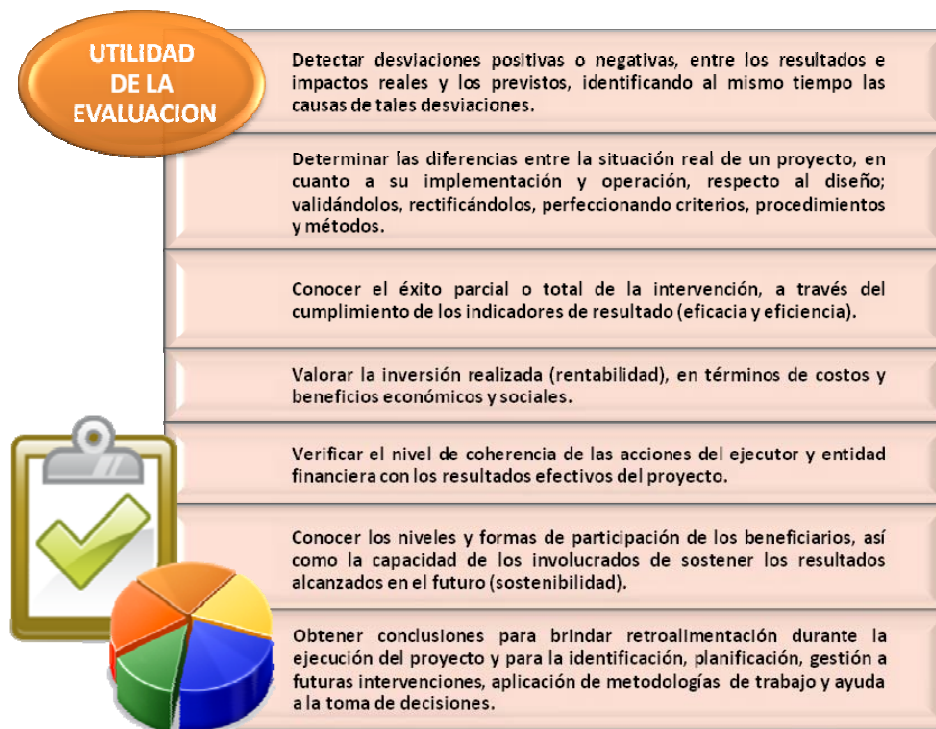 UTILIDAD
DE LA
EVALUACION
Detectar desviaciones positivas o negativas, entre los resultados e
impactos reales y los previstos, identificando al mismo tiempo las
causas de tales desviaciones.
Determinar las diferencias entre la situación real de un proyecto, en
cuanto a su implementación y operación, respecto al diseño;
validándolos, rectificándolos, perfeccionando criterios, procedimientos
y métodos.
Conocer el éxito parcial o total de la intervención, a través del
cumplimiento de los indicadores de resultado (eficacia y eficiencia).
Valorar la inversión realizada (rentabilidad), en términos de costos y
beneficios económicos y sociales.
Verificar el nivel de coherencia de las acciones del ejecutor y entidad
financiera con los resultados efectivos del proyecto.
Conocer los niveles y formas de participación de los beneficiarios, así
como la capacidad de los involucrados de sostener los resultados
alcanzados en el futuro (sostenibilidad).
Obtener conclusiones para brindar retroalimentación durante la
ejecución del proyecto y para la identificación, planificación, gestión a
futuras intervenciones, aplicación de metodologías de trabajo y ayuda
a la toma de decisiones.